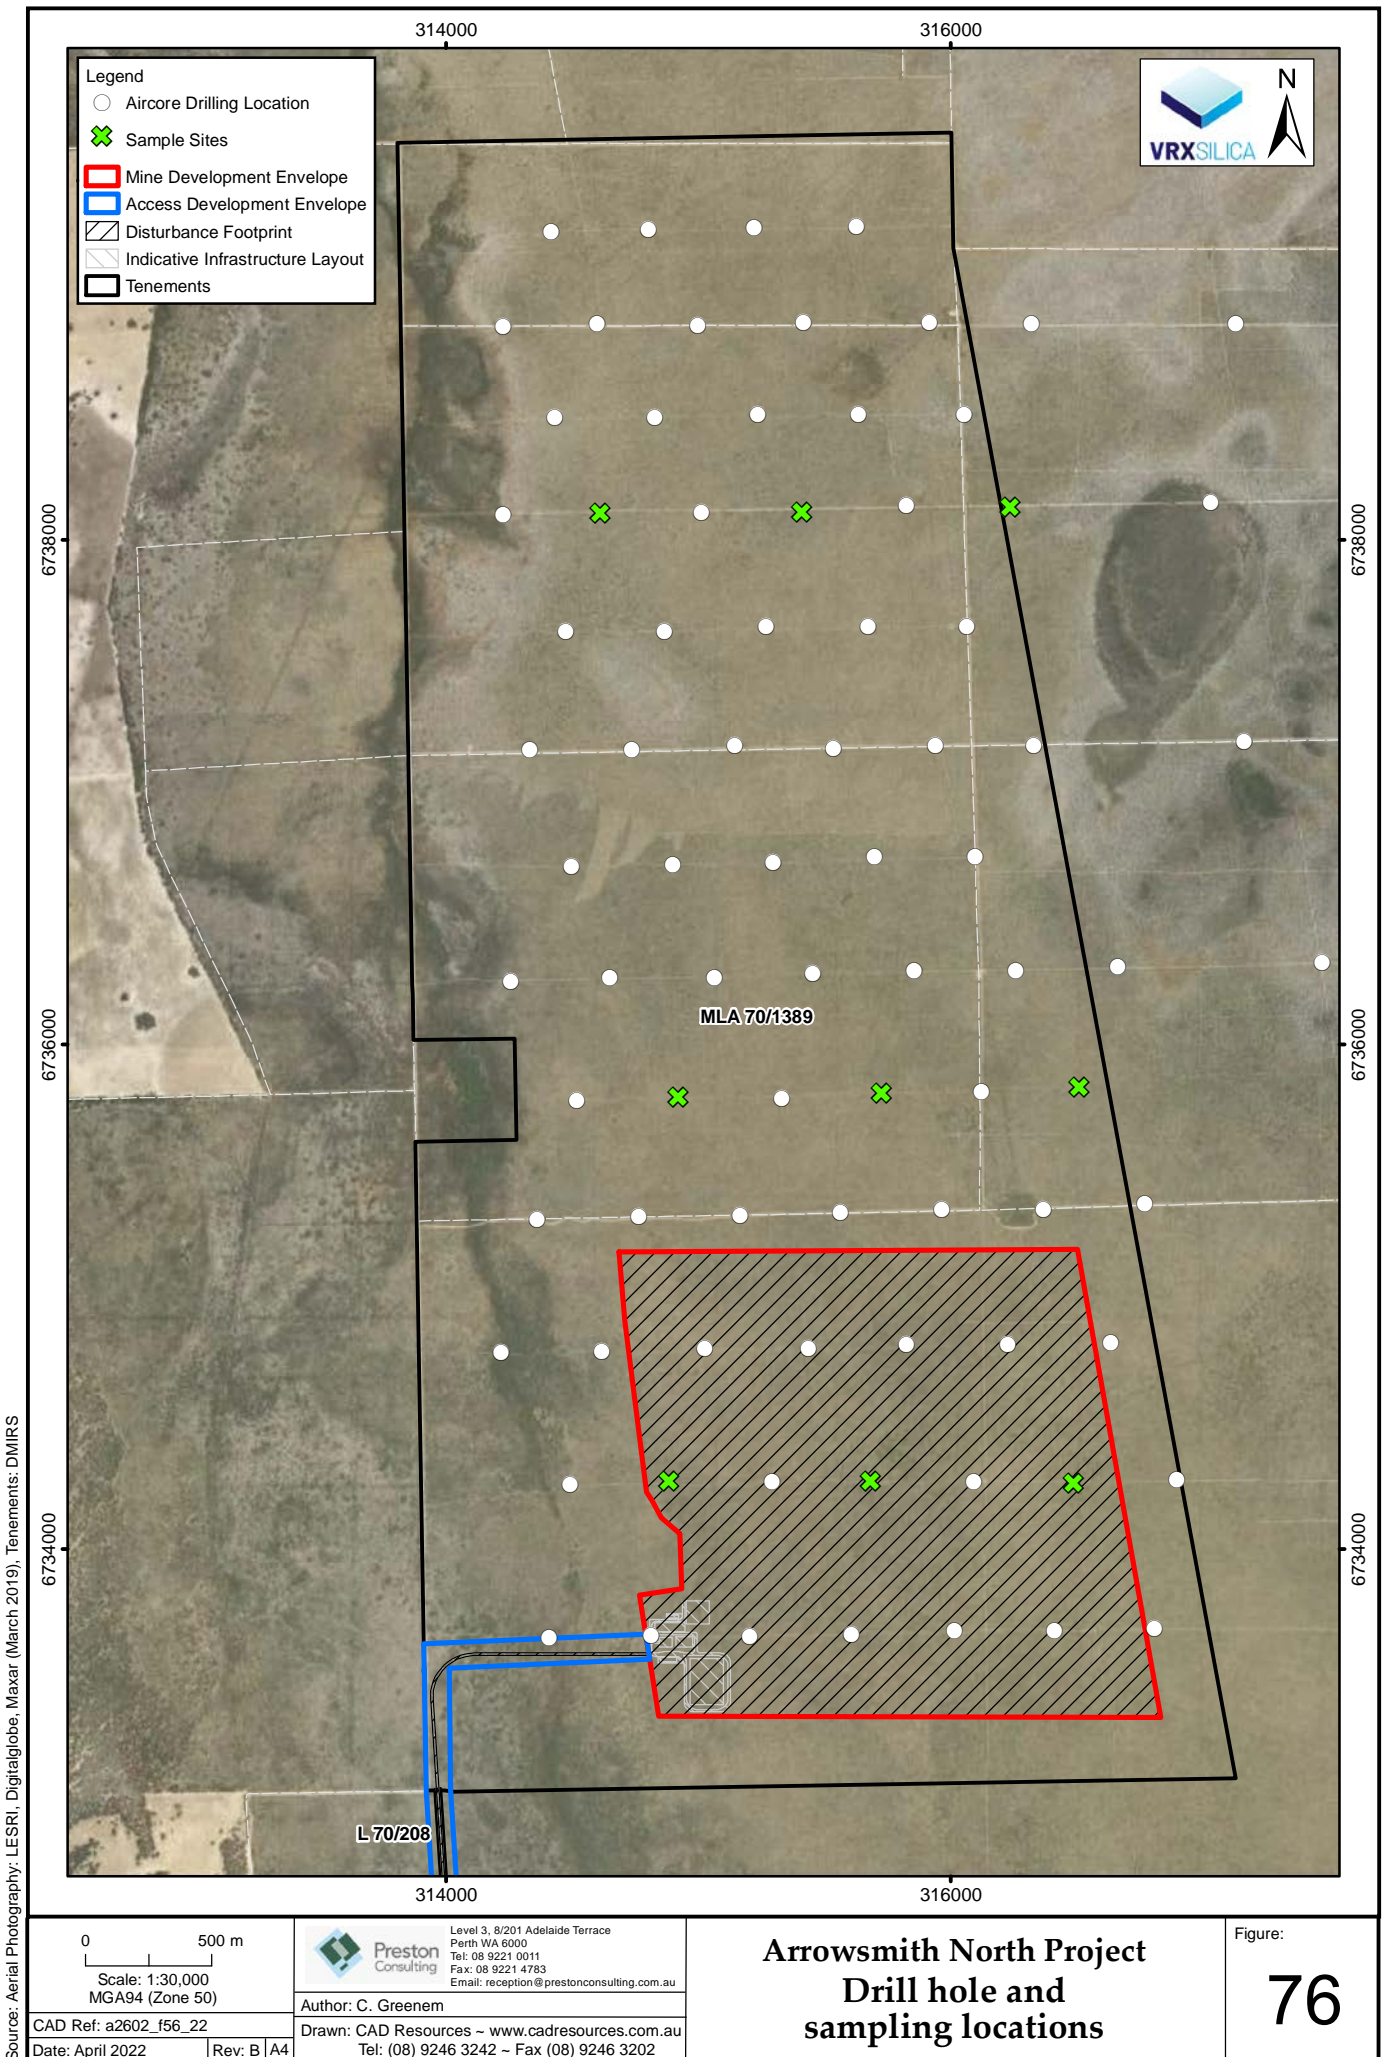 314000
316000
Legend
Aircore Drilling Location
Sample Sites
Mine Development Envelope
Access Development Envelope
Disturbance Footprint
Indicative Infrastructure Layout
Tenements
VRXSILICA
N
6738000
6738000
MLA 70/1389
6736000
6736000
6734000
6734000
L 70/208
314000
316000
Source: Aerial Photography: LESRI, Digitalglobe, Maxar (March 2019), Tenements: DMIRS
0 500 m
Scale: 1:30,000
MGA94 (Zone 50)
CAD Ref: a2602_f56_22
Date: April 2022 Rev: B A4
Preston
Consulting
Level 3, 8/201 Adelaide Terrace
Perth WA 6000
Tel: 08 9221 0011
Fax: 08 9221 4783
Email: reception@prestonconsulting.com.au
Author: C. Greenem
Drawn: CAD Resources ~ www.cadresources.com.au
Tel: (08) 9246 3242 ~ Fax (08) 9246 3202
Arrowsmith North Project
Drill hole and
sampling locations
Figure:
76